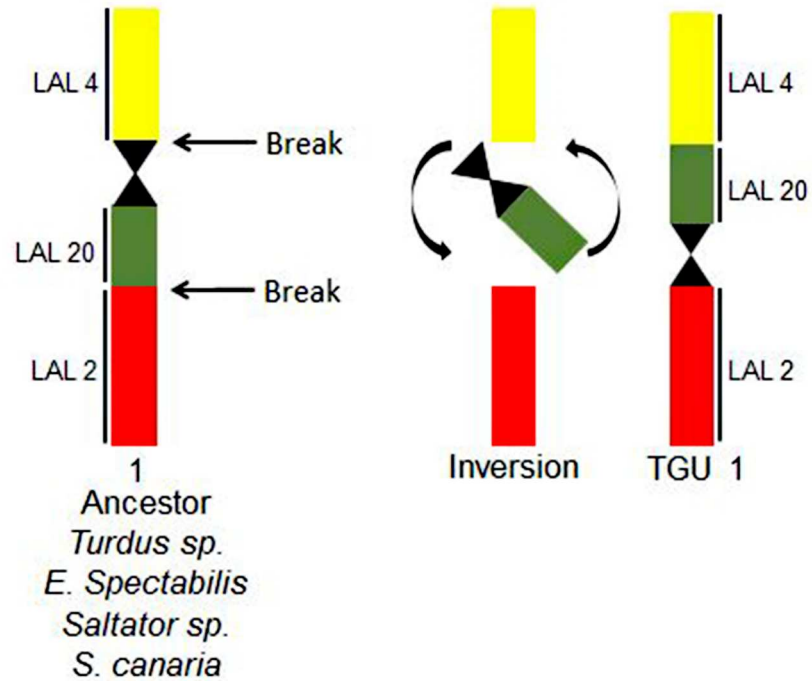 LAL 4
Break
LAL 20
Break
LAL 2
1
Ancestor
Turdus sp.
E. Spectabilis
Saltator sp.
S. canaria
Inversion
LAL 4
LAL 20
LAL 2
TGU 1